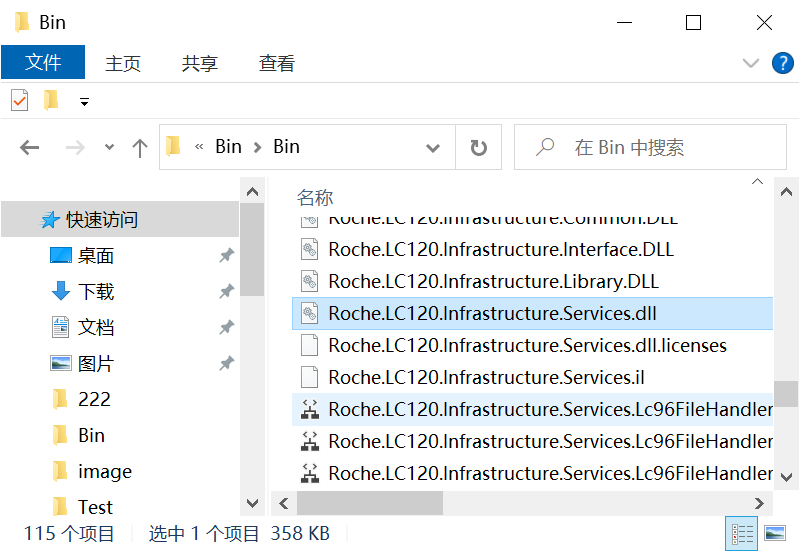 Bin
文件 主页 共享 查看
« Bin > Bin
在 Bin 中搜索
名称
快速访问
桌面
下载
文档
图片
222
Bin
image
Test
Roche.LC120.Infrastructure.Common.DLL
Roche.LC120.Infrastructure.Interface.DLL
Roche.LC120.Infrastructure.Library.DLL
Roche.LC120.Infrastructure.Services.dll
Roche.LC120.Infrastructure.Services.dll.licenses
Roche.LC120.Infrastructure.Services.il
Roche.LC120.Infrastructure.Services.Lc96FileHandler
Roche.LC120.Infrastructure.Services.Lc96FileHandler
Roche.LC120.Infrastructure.Services.Lc96FileHandler
115 个项目 选中 1 个项目 358 KB